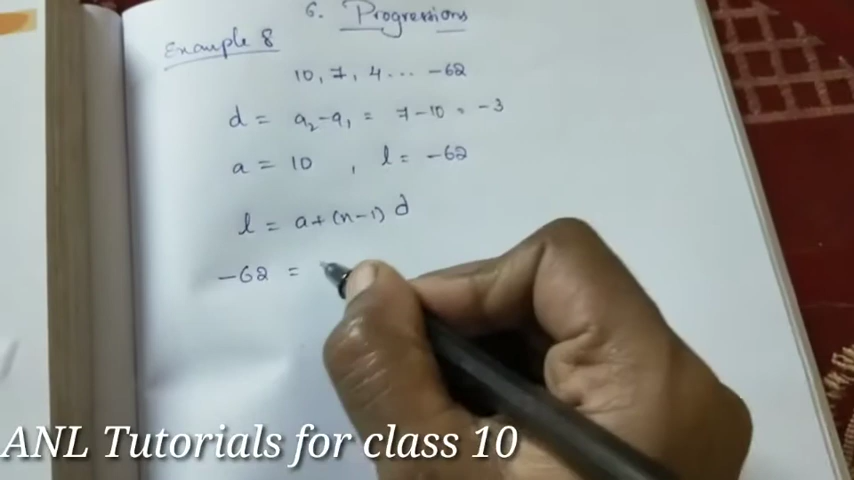 6. Progressions
Example 8
10, 7, 4 ... -62
d = a₂-a₁ = 7-10 = -3
a = 10 , l = -62
l = a+(n-1) d
-62 =
ANL Tutorials for class 10